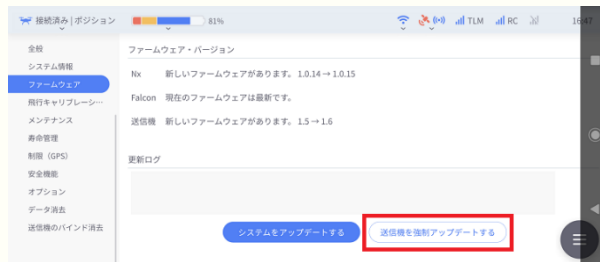 接続済み | ポジション 81% TLM RC 16:47
全般
システム情報
ファームウェア
飛行キャリブレーシ…
メンテナンス
寿命管理
制限（GPS）
安全機能
オプション
データ消去
送信機のバインド消去
ファームウェア・バージョン
Nx 新しいファームウェアがあります。 1.0.14 → 1.0.15
Falcon 現在のファームウェアは最新です。
送信機 新しいファームウェアがあります。 1.5 → 1.6
更新ログ
システムをアップデートする
送信機を強制アップデートする